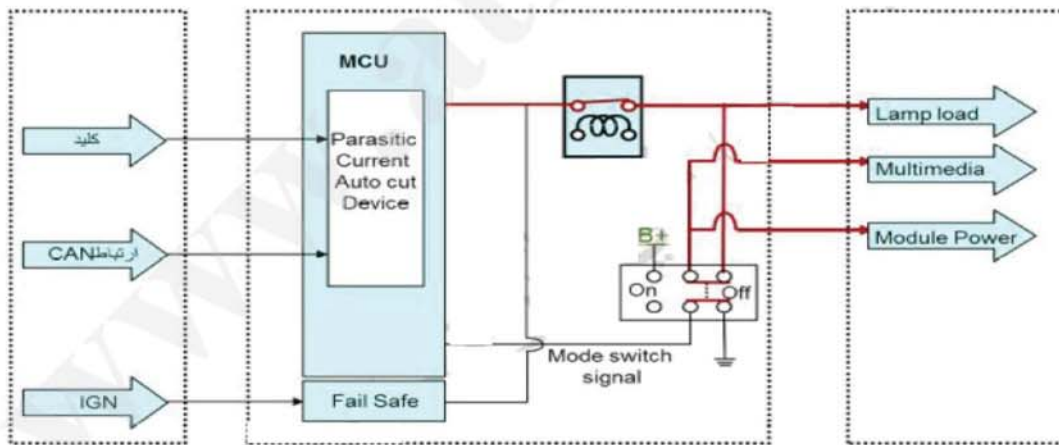 MCU
Parasitic
Current
Auto cut
Device
Fail Safe
کلید
ارتباط CAN
IGN
B+
On
Off
Mode switch
signal
Lamp load
Multimedia
Module Power